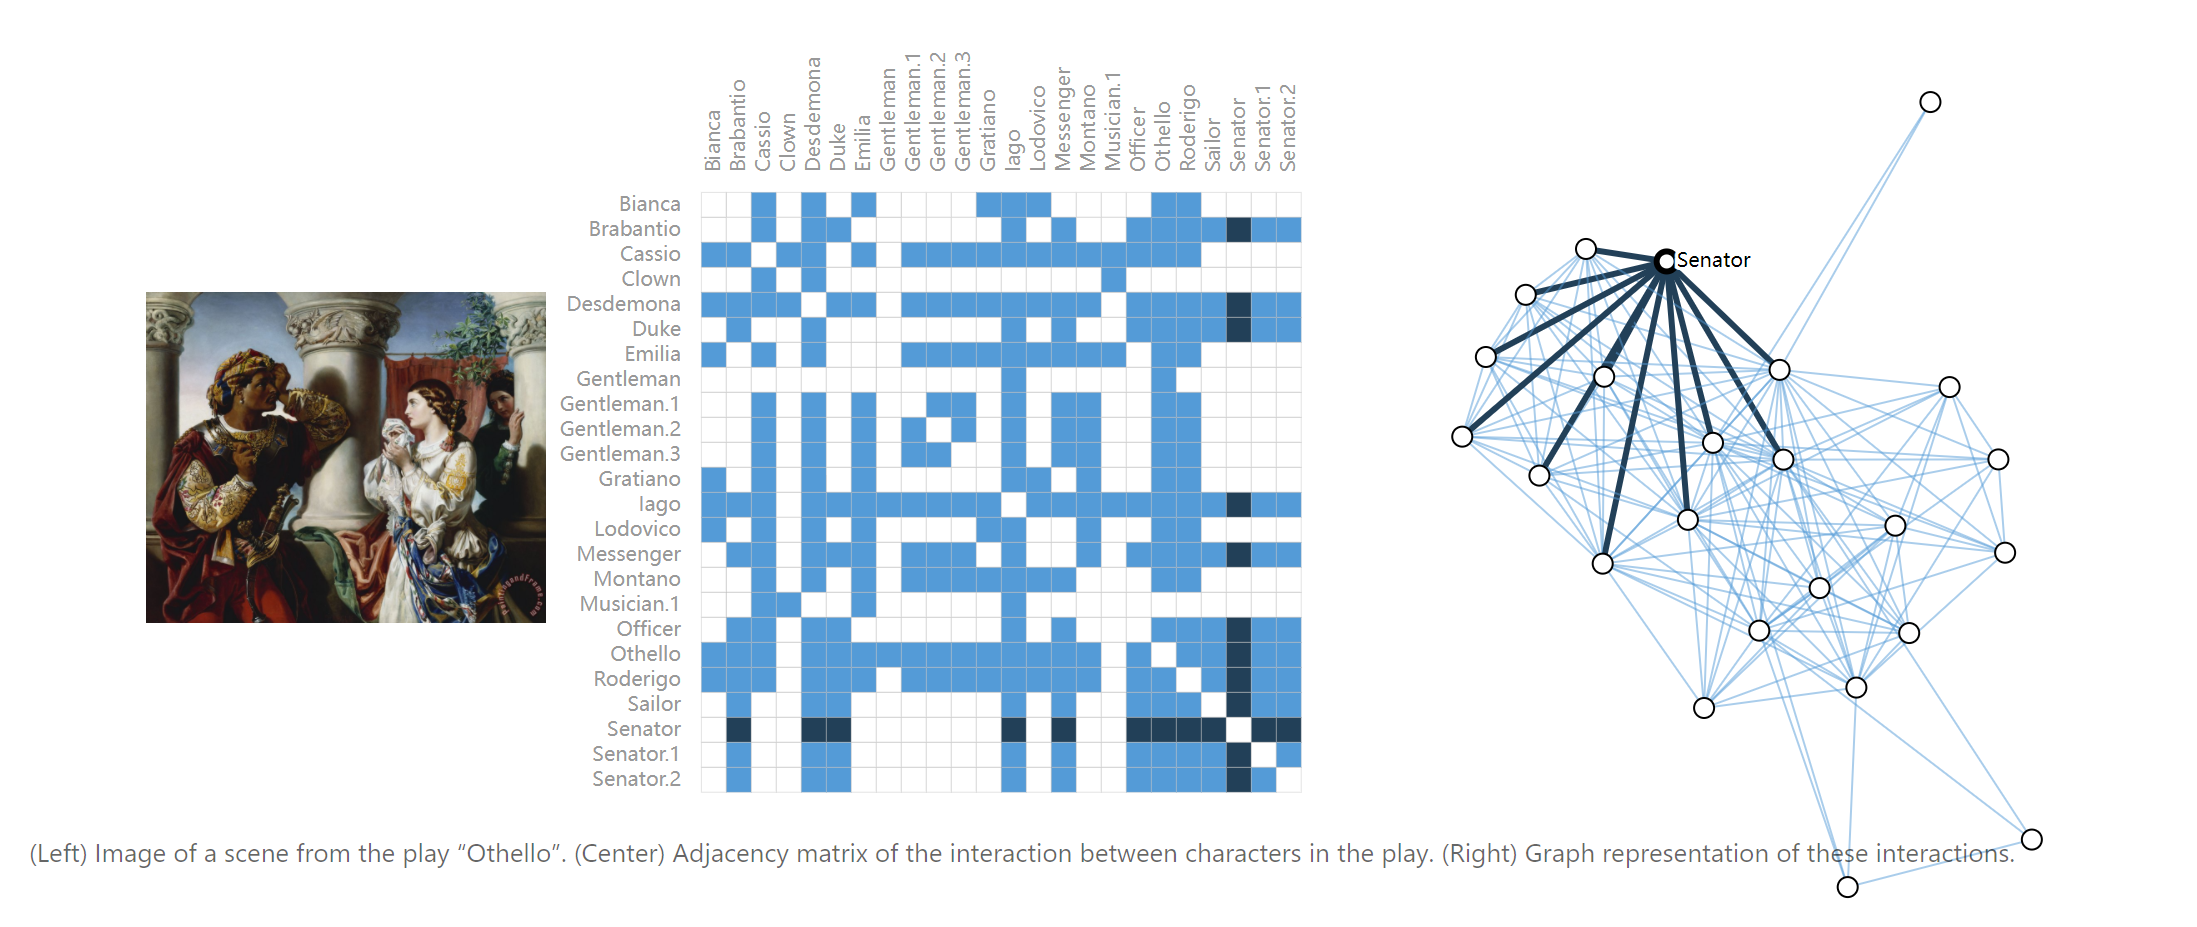 Bianca
Brabantio
Cassio
Clown
Desdemona
Duke
Emilia
Gentleman
Gentleman.1
Gentleman.2
Gentleman.3
Gratiano
Iago
Lodovico
Messenger
Montano
Musician.1
Officer
Othello
Roderigo
Sailor
Senator
Senator.1
Senator.2
Bianca
Brabantio
Cassio
Clown
Desdemona
Duke
Emilia
Gentleman
Gentleman.1
Gentleman.2
Gentleman.3
Gratiano
Iago
Lodovico
Messenger
Montano
Musician.1
Officer
Othello
Roderigo
Sailor
Senator
Senator.1
Senator.2
Senator
(Left) Image of a scene from the play “Othello”. (Center) Adjacency matrix of the interaction between characters in the play. (Right) Graph representation of these interactions.